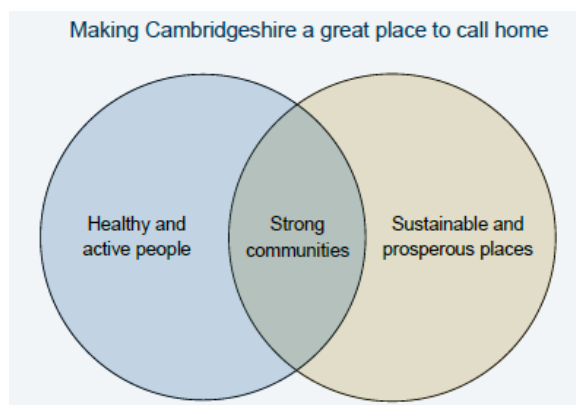 Making Cambridgeshire a great place to call home
Healthy and
active people
Strong
communities
Sustainable and
prosperous places